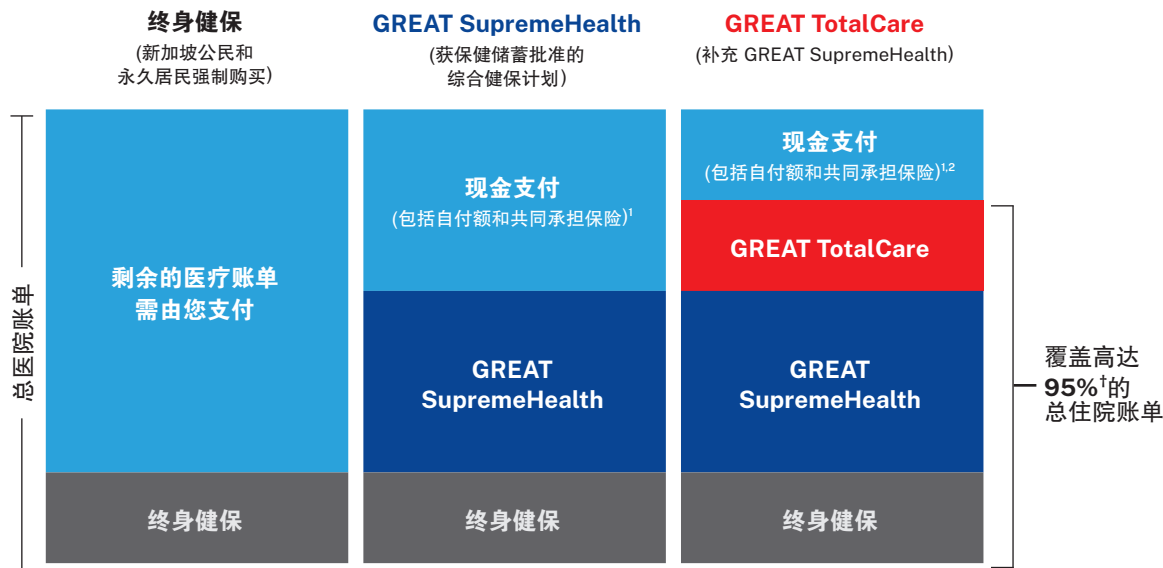 终身健保
(新加坡公民和
永久居民强制购买)
GREAT SupremeHealth
(获保健储蓄批准的
综合健保计划)
GREAT TotalCare
(补充 GREAT SupremeHealth)
总医院账单
剩余的医疗账单
需由您支付
终身健保
现金支付
(包括自付额和共同承担保险)¹
GREAT
SupremeHealth
终身健保
现金支付
(包括自付额和共同承担保险)¹,²
GREAT TotalCare
GREAT
SupremeHealth
终身健保
覆盖高达
95%†的
总住院账单